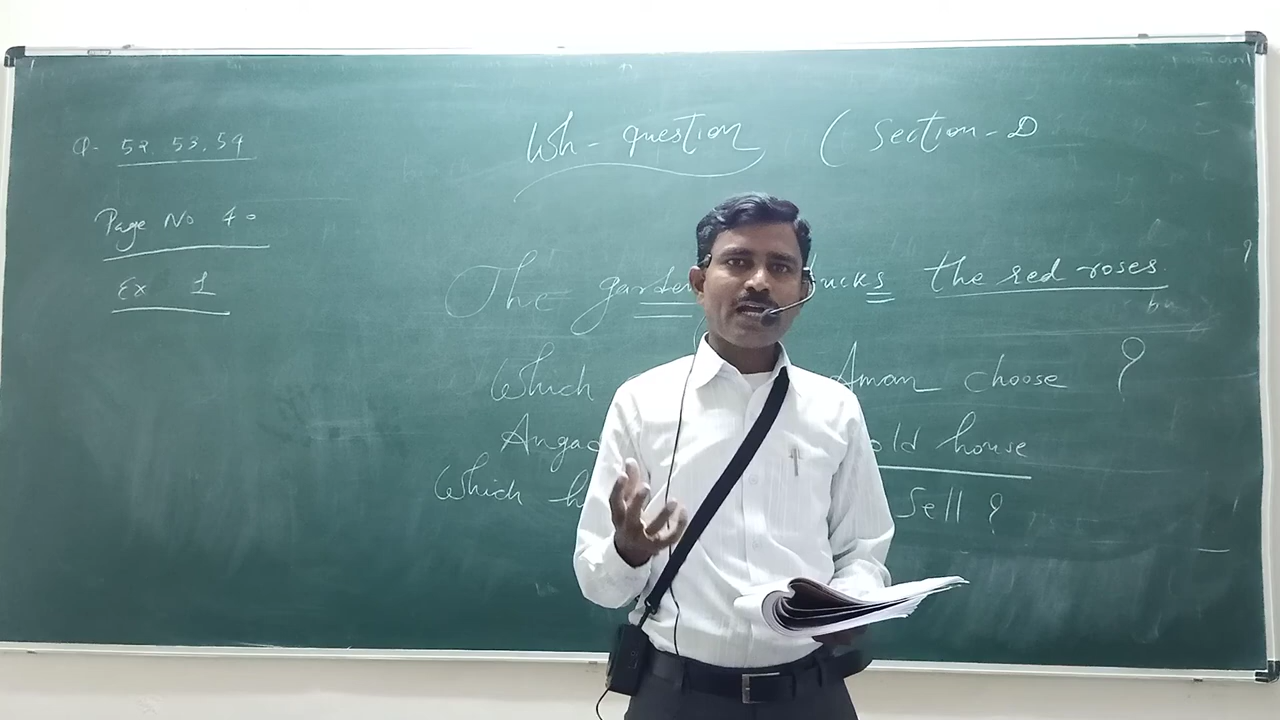 Q- 52, 53, 54
Page No 40
Ex 1
Wh- question (Section-D
The garden ucks the red roses.
Which Aman choose ?
Angad old house
Which h Sell ?